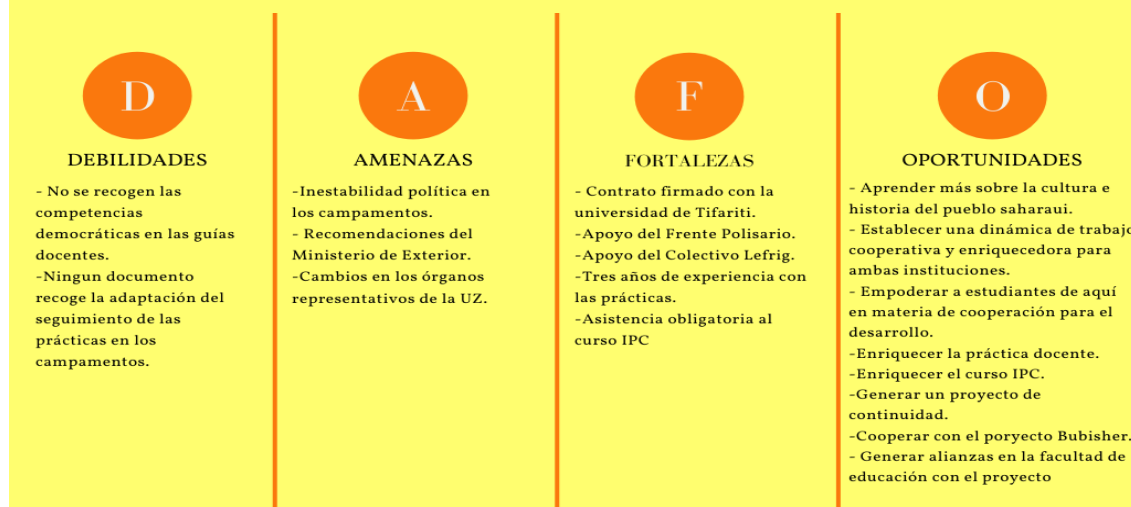 D
DEBILIDADES
- No se recogen las
competencias
democráticas en las guías
docentes.
-Ningun documento
recoge la adaptación del
seguimiento de las
prácticas en los
campamentos.
A
AMENAZAS
-Inestabilidad política en
los campamentos.
- Recomendaciones del
Ministerio de Exterior.
-Cambios en los órganos
representativos de la UZ.
F
FORTALEZAS
- Contrato firmado con la
universidad de Tifariti.
-Apoyo del Frente Polisario.
-Apoyo del Colectivo Lefrig.
-Tres años de experiencia con
las prácticas.
-Asistencia obligatoria al
curso IPC
O
OPORTUNIDADES
- Aprender más sobre la cultura e
historia del pueblo saharaui.
- Establecer una dinámica de trabajo
cooperativa y enriquecedora para
ambas instituciones.
- Empoderar a estudiantes de aquí
en materia de cooperación para el
desarrollo.
-Enriquecer la práctica docente.
-Enriquecer el curso IPC.
-Generar un proyecto de
continuidad.
-Cooperar con el poryecto Bubisher.
- Generar alianzas en la facultad de
educación con el proyecto